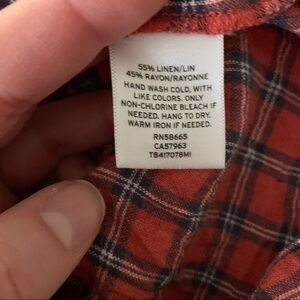 55% LINEN/LIN
45% RAYON/RAYONNE
HAND WASH COLD, WITH
LIKE COLORS. ONLY
NON-CHLORINE BLEACH IF
NEEDED. HANG TO DRY.
WARM IRON IF NEEDED.
RN58665
CA57963
TB417078MI